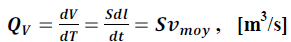 Q_V = dV/dT = Sdl/dt = Sv_moy , [m³/s]